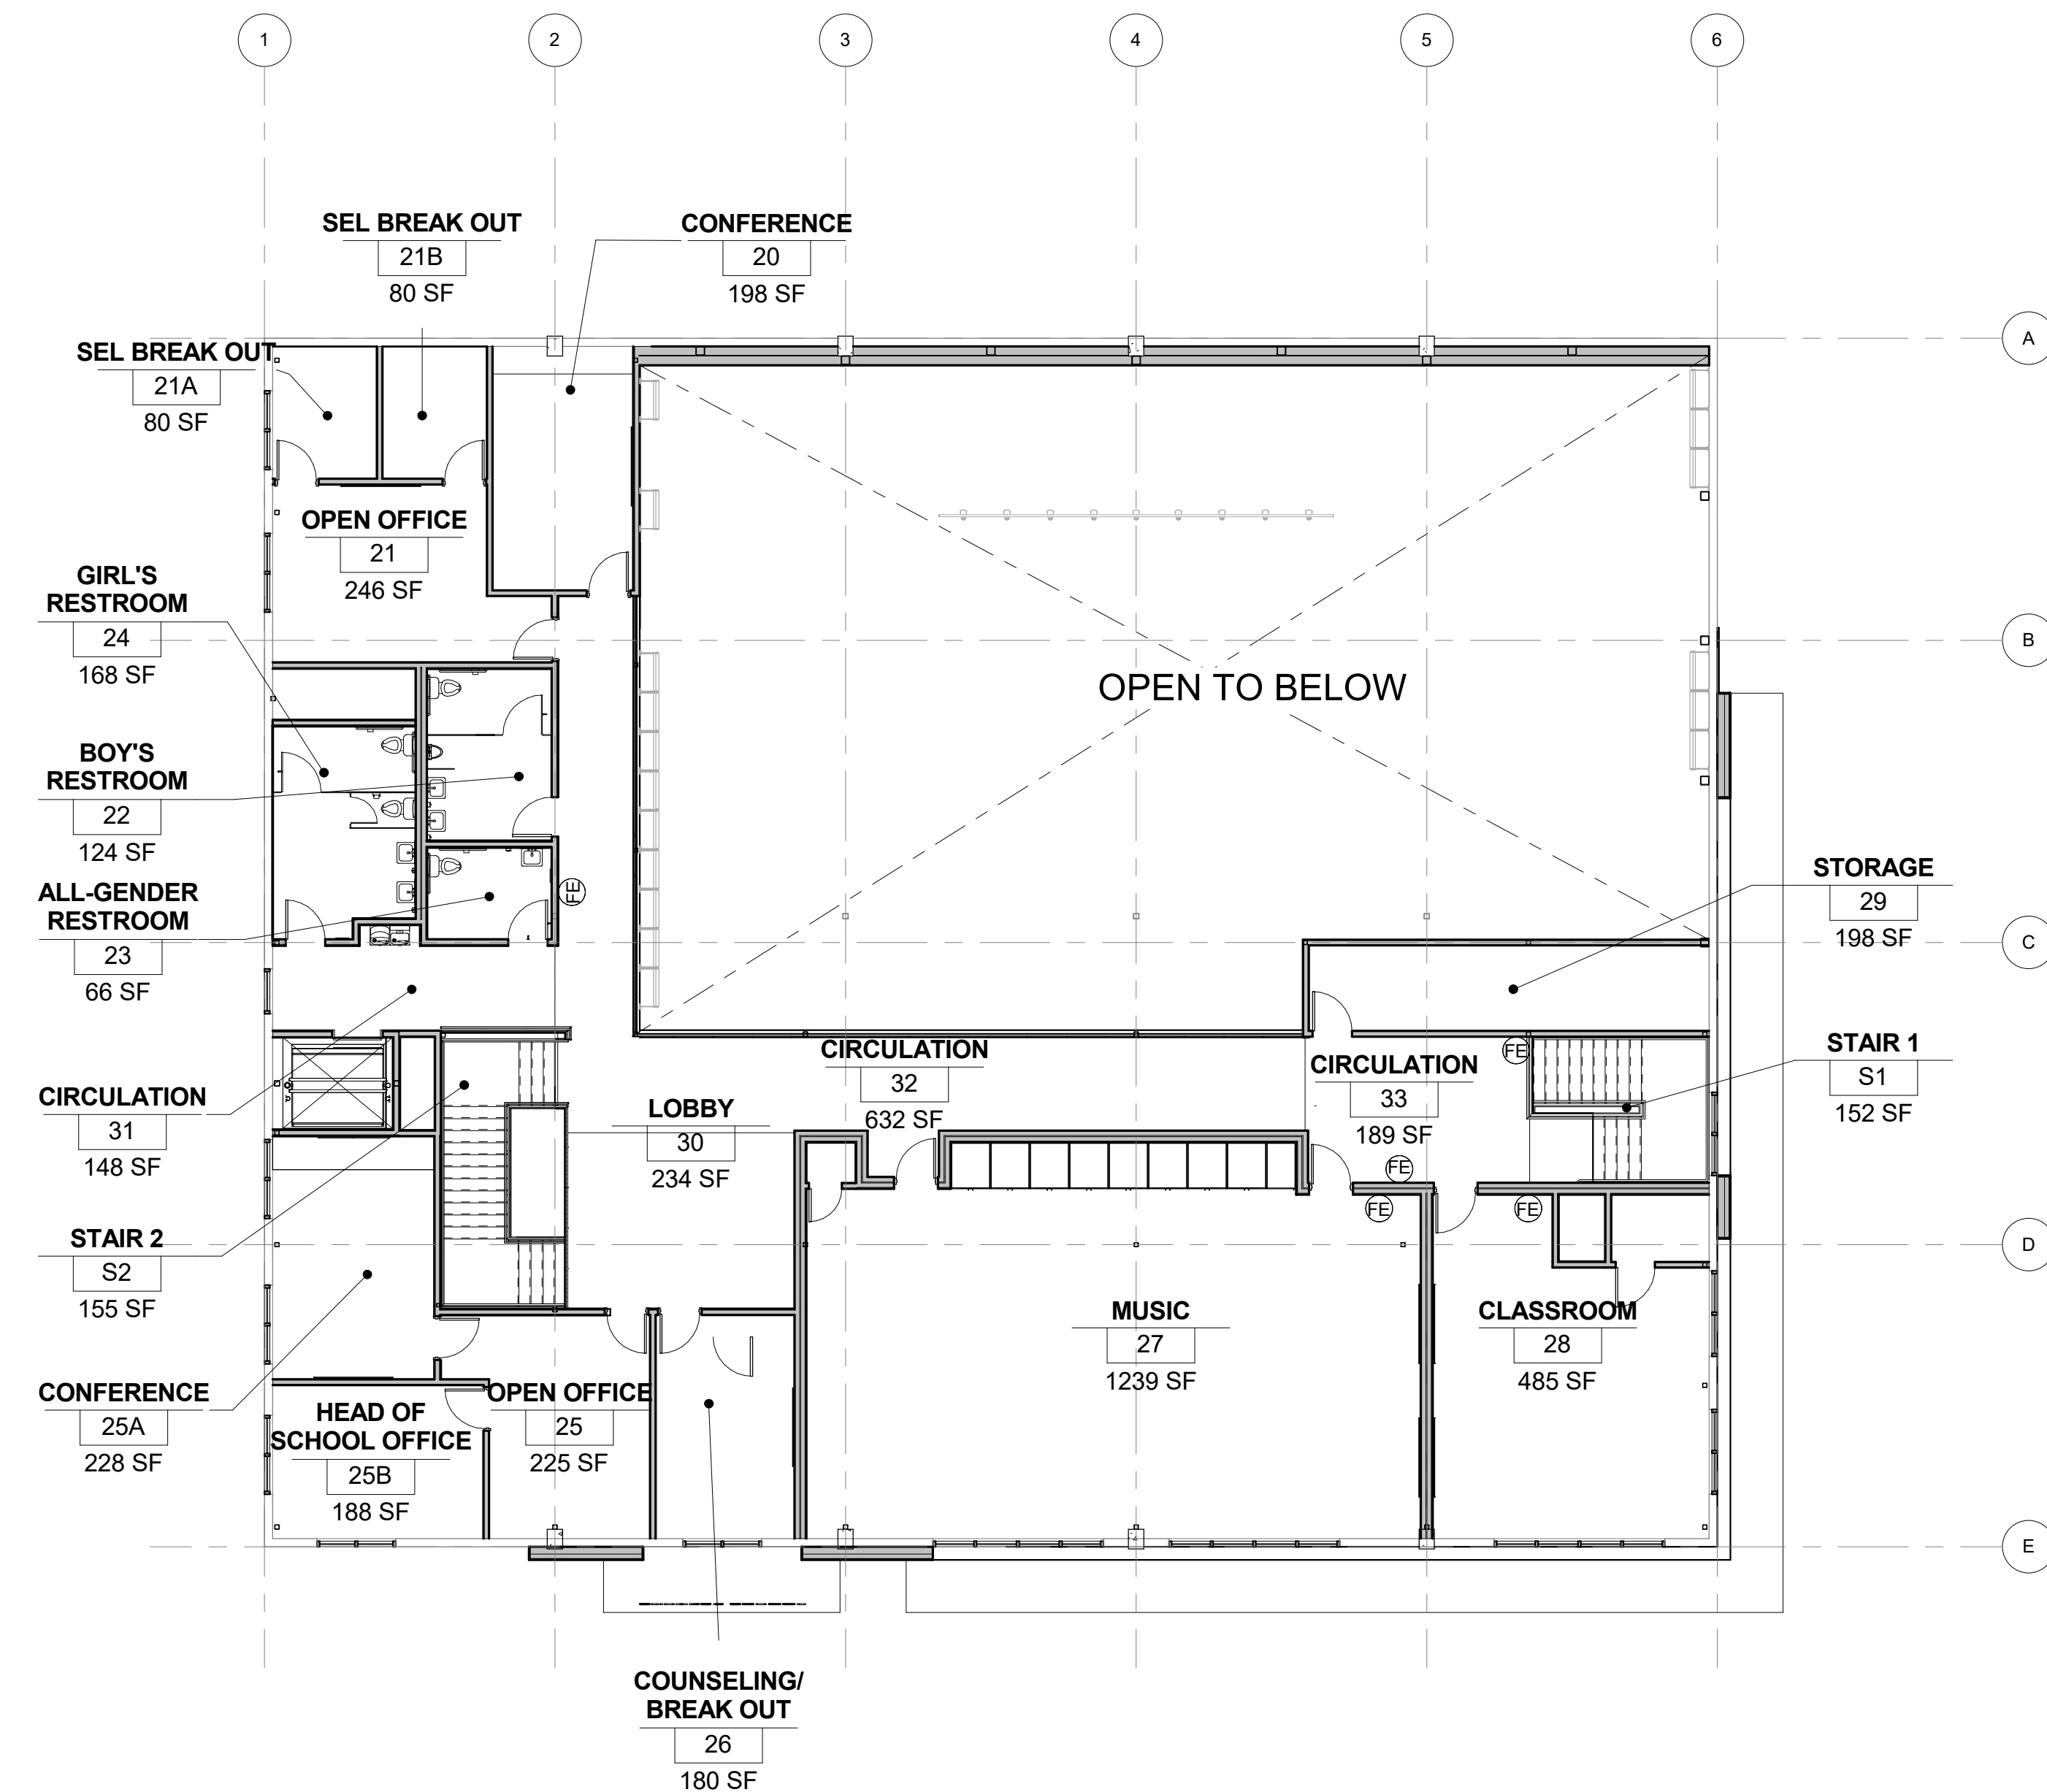 1
2
3
4
5
6
SEL BREAK OUT
21B
80 SF
CONFERENCE
20
198 SF
A
SEL BREAK OUT
21A
80 SF
OPEN OFFICE
21
246 SF
GIRL'S
RESTROOM
24
168 SF
B
OPEN TO BELOW
BOY'S
RESTROOM
22
124 SF
ALL-GENDER
RESTROOM
23
66 SF
FE
STORAGE
29
198 SF
C
CIRCULATION
32
632 SF
FE
CIRCULATION
33
189 SF
STAIR 1
S1
152 SF
CIRCULATION
31
148 SF
LOBBY
30
234 SF
FE
FE
FE
STAIR 2
S2
155 SF
D
MUSIC
27
1239 SF
CLASSROOM
28
485 SF
CONFERENCE
25A
228 SF
HEAD OF
SCHOOL OFFICE
25B
188 SF
OPEN OFFICE
25
225 SF
E
COUNSELING/
BREAK OUT
26
180 SF